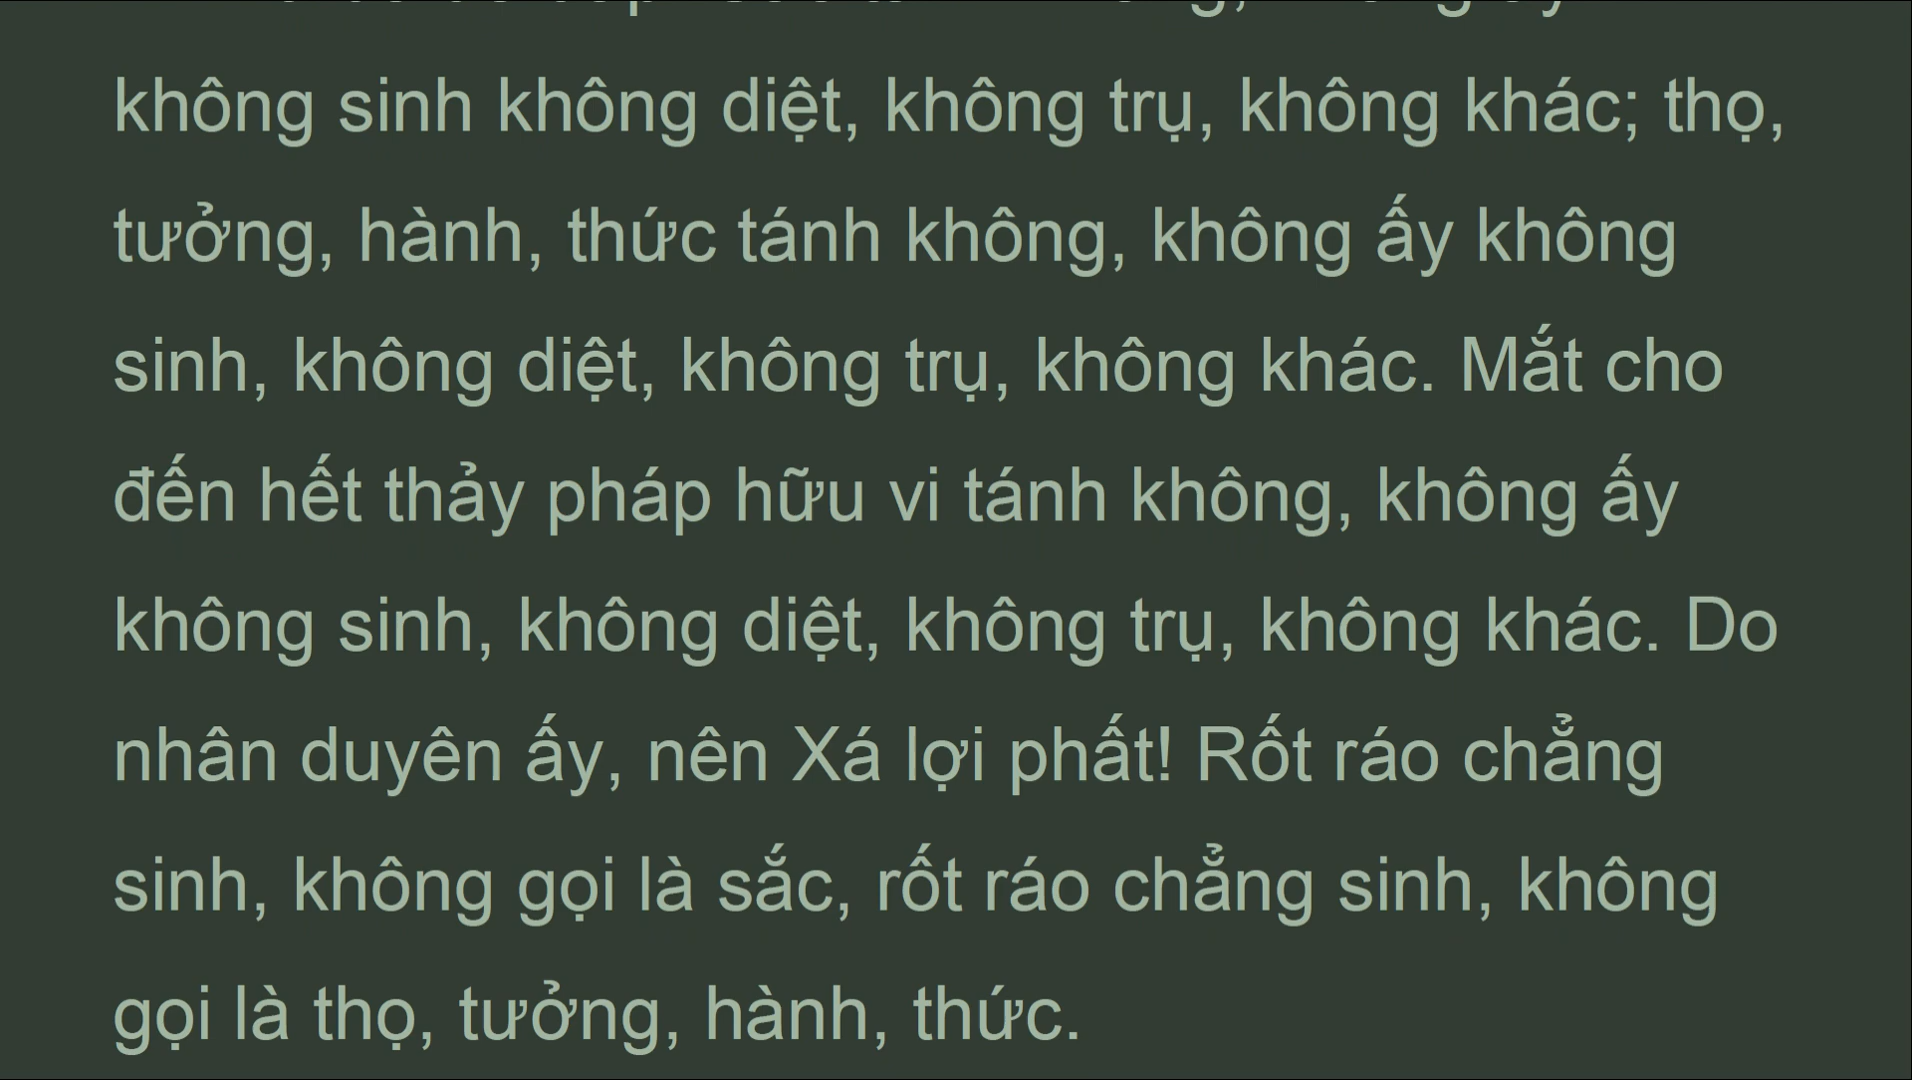 không sinh không diệt, không trụ, không khác; thọ,
tưởng, hành, thức tánh không, không ấy không
sinh, không diệt, không trụ, không khác. Mắt cho
đến hết thảy pháp hữu vi tánh không, không ấy
không sinh, không diệt, không trụ, không khác. Do
nhân duyên ấy, nên Xá lợi phất! Rốt ráo chẳng
sinh, không gọi là sắc, rốt ráo chẳng sinh, không
gọi là thọ, tưởng, hành, thức.